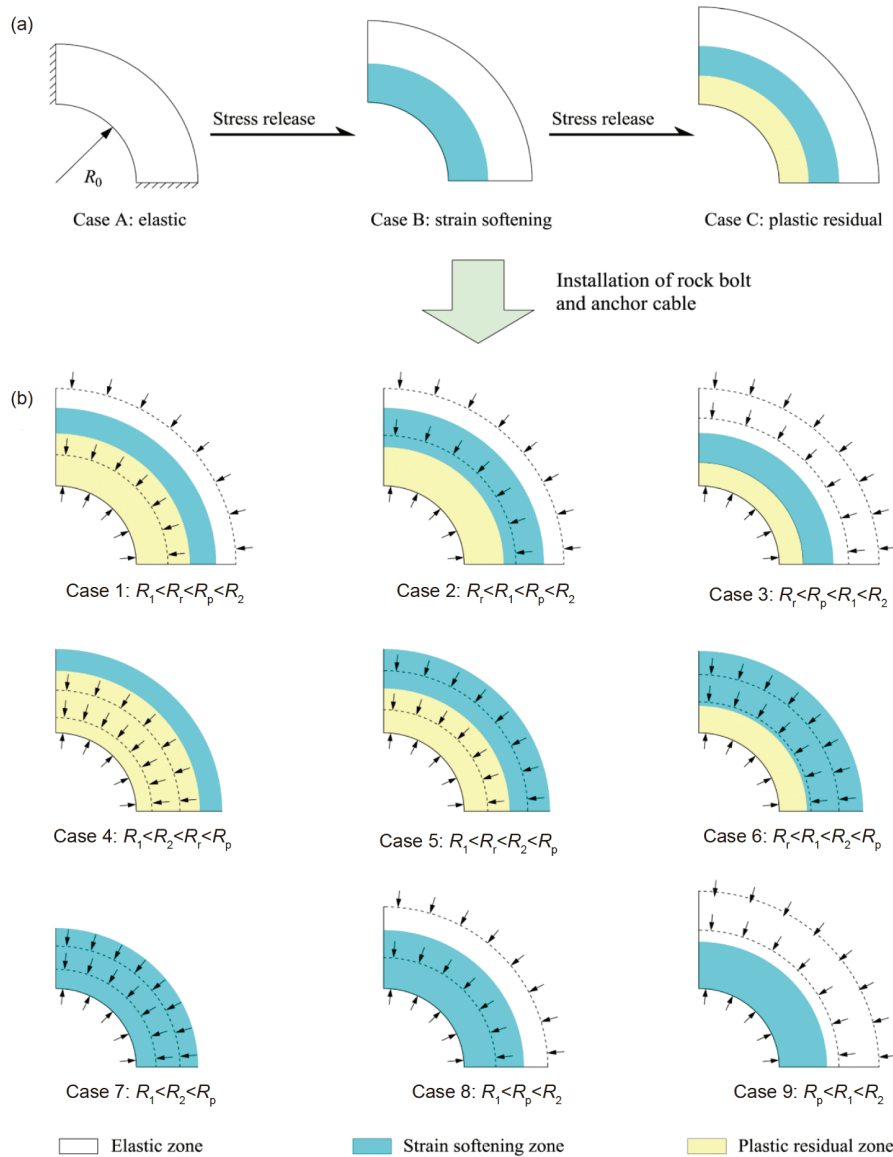 (a)
R₀
Stress release
Stress release
Case A: elastic
Case B: strain softening
Case C: plastic residual
Installation of rock bolt
and anchor cable
(b)
Case 1: R₁<Rᵣ<Rₚ<R₂
Case 2: Rᵣ<R₁<Rₚ<R₂
Case 3: Rᵣ<Rₚ<R₁<R₂
Case 4: R₁<R₂<Rᵣ<Rₚ
Case 5: R₁<Rᵣ<R₂<Rₚ
Case 6: Rᵣ<R₁<R₂<Rₚ
Case 7: R₁<R₂<Rₚ
Case 8: R₁<Rₚ<R₂
Case 9: Rₚ<R₁<R₂
Elastic zone
Strain softening zone
Plastic residual zone